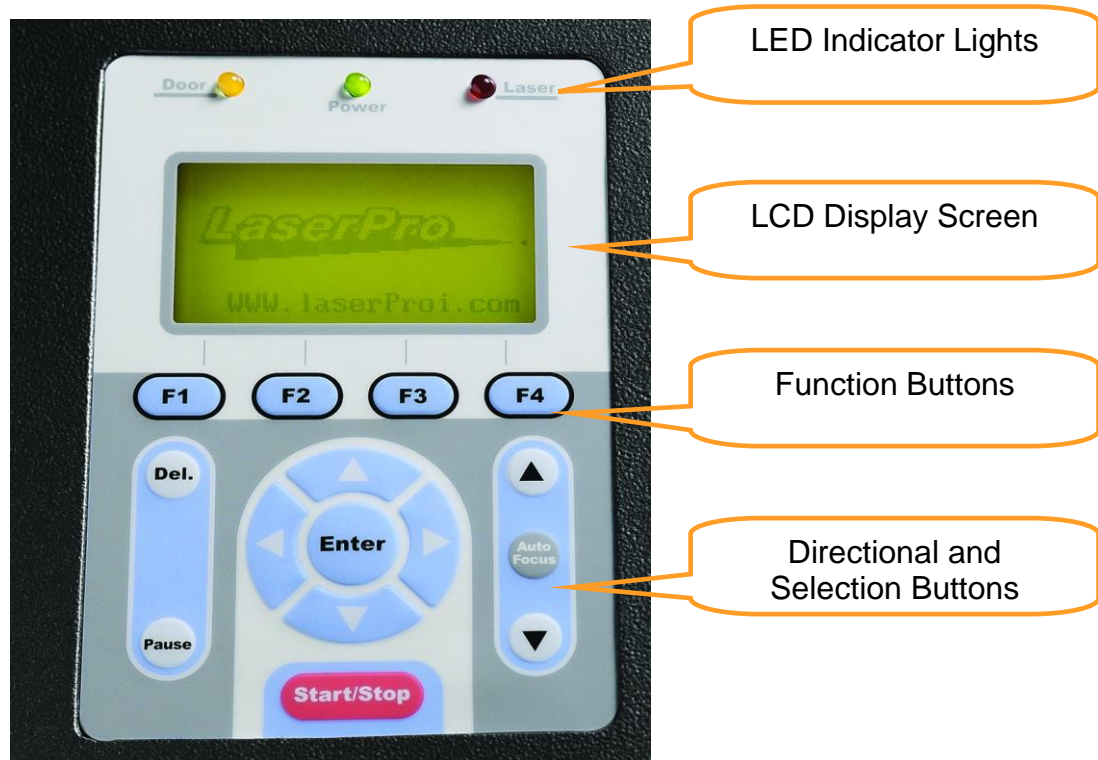 LED Indicator Lights
Door
Power
Laser
LCD Display Screen
LaserPro
WWW.laserProi.com
Function Buttons
F1 F2 F3 F4
Del.
Enter
Auto
Focus
Directional and
Selection Buttons
Pause
Start/Stop